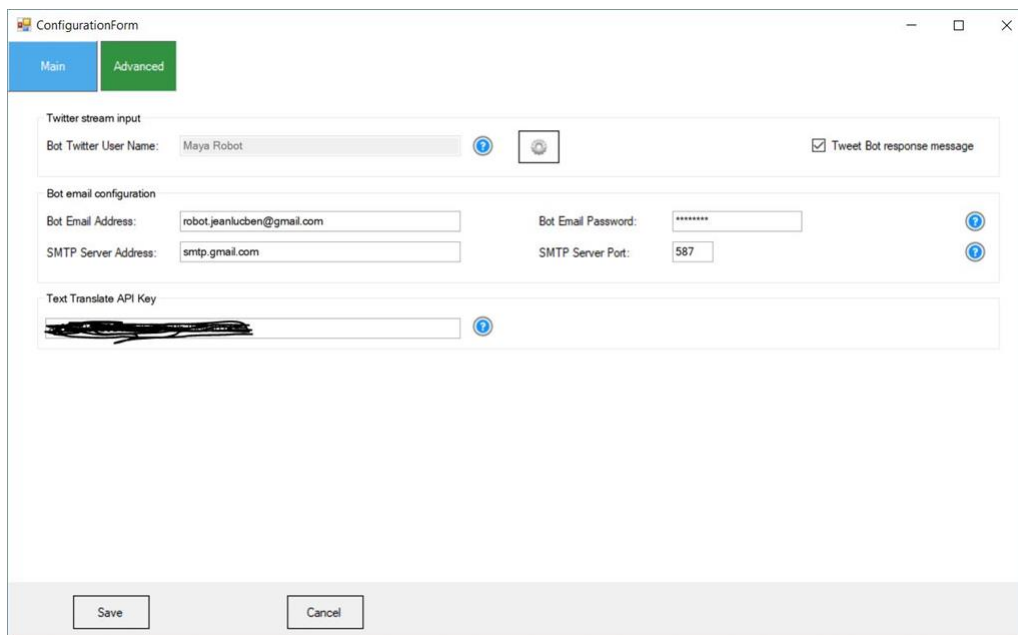 ConfigurationForm
Main Advanced
Twitter stream input
Bot Twitter User Name: Maya Robot Tweet Bot response message
Bot email configuration
Bot Email Address: robot.jeanlucben@gmail.com Bot Email Password: ********
SMTP Server Address: smtp.gmail.com SMTP Server Port: 587
Text Translate API Key
Save Cancel